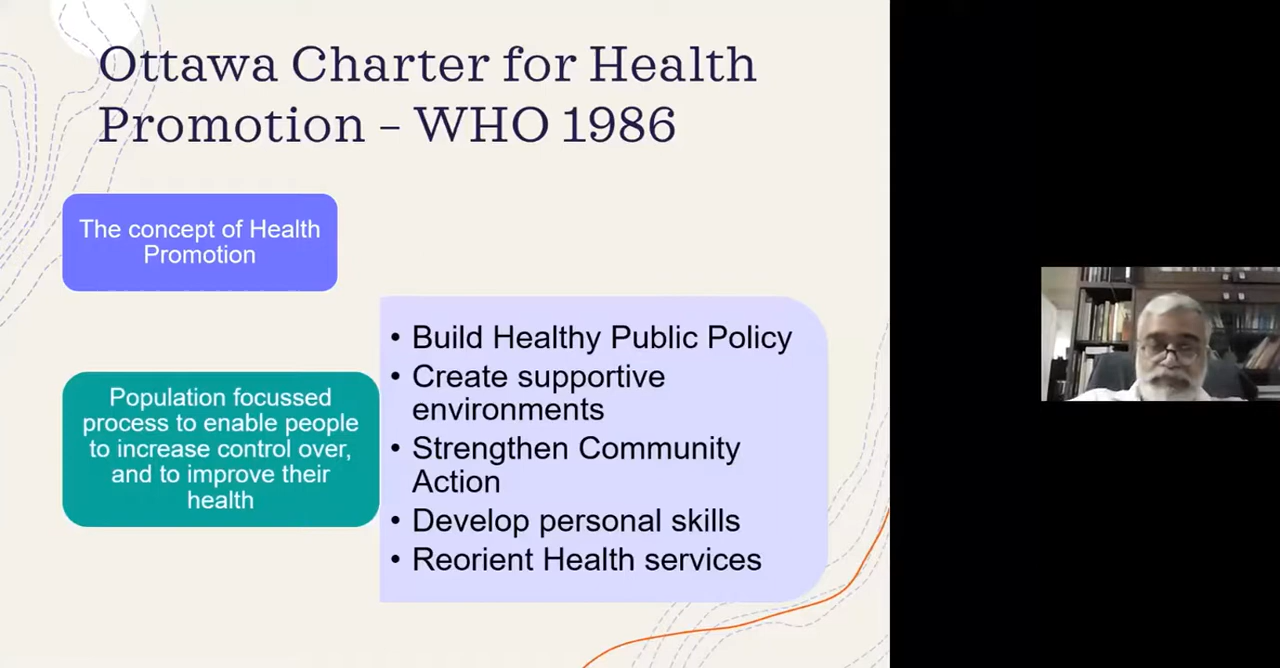 Ottawa Charter for Health
Promotion – WHO 1986
The concept of Health
Promotion
Population focussed
process to enable people
to increase control over,
and to improve their
health
• Build Healthy Public Policy
• Create supportive
environments
• Strengthen Community
Action
• Develop personal skills
• Reorient Health services